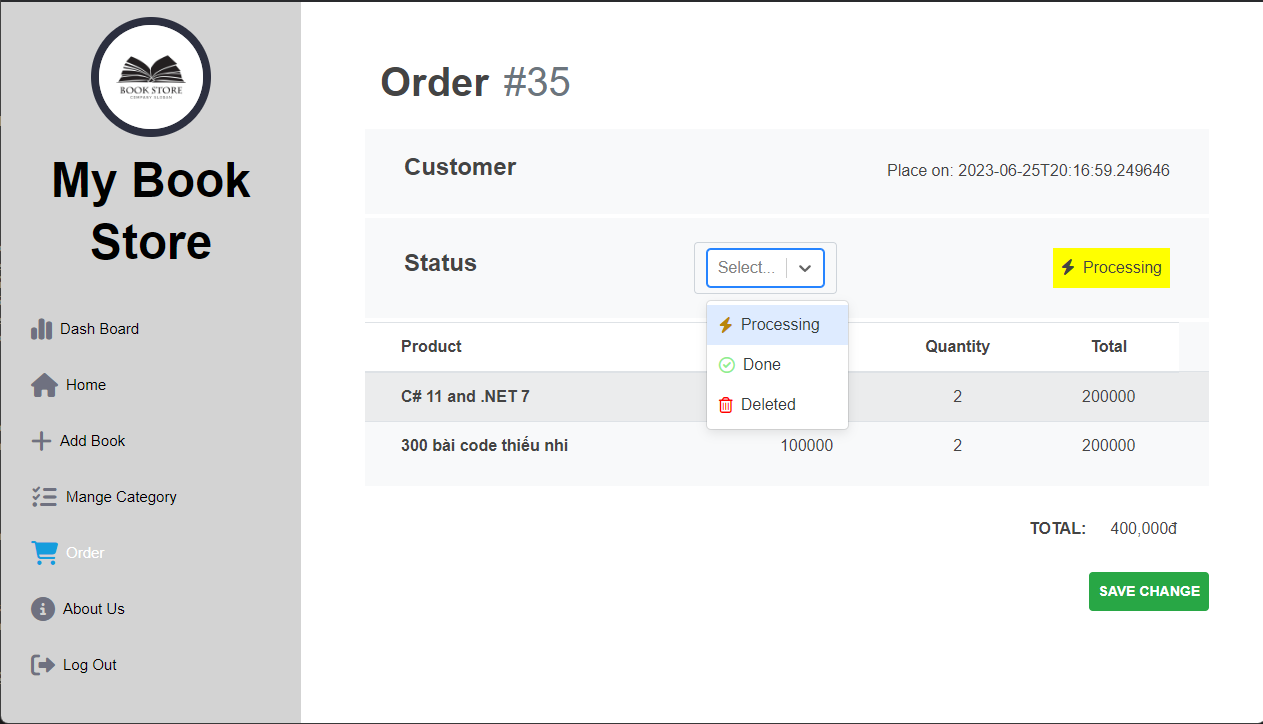 BOOK STORE
COMPANY SLOGAN
My Book
Store
Dash Board
Home
Add Book
Mange Category
Order
About Us
Log Out
Order #35
Customer
Place on: 2023-06-25T20:16:59.249646
Status
Select...
Processing
Processing
Done
Deleted
Product Quantity Total
C# 11 and .NET 7 2 200000
300 bài code thiếu nhi 100000 2 200000
TOTAL: 400,000đ
SAVE CHANGE